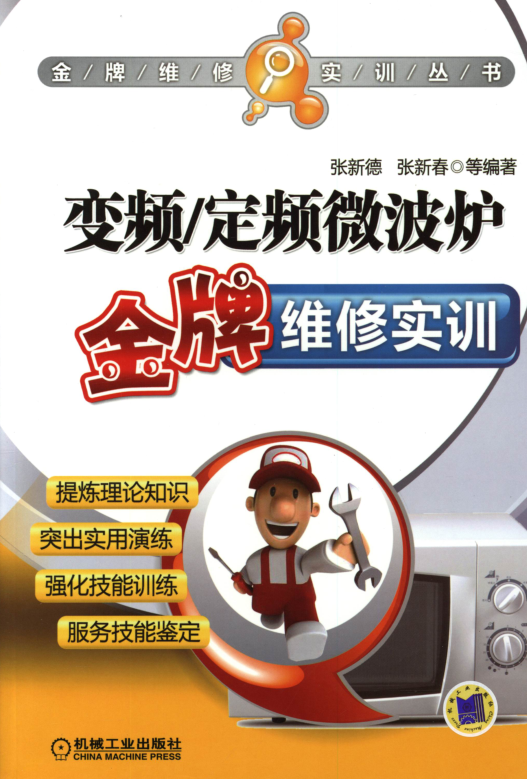 金/牌/维/修/实/训/丛/书
张新德 张新春◎等编著
变频/定频微波炉
金牌维修实训
提炼理论知识
突出实用演练
强化技能训练
服务技能鉴定
机械工业出版社
CHINA MACHINE PRESS